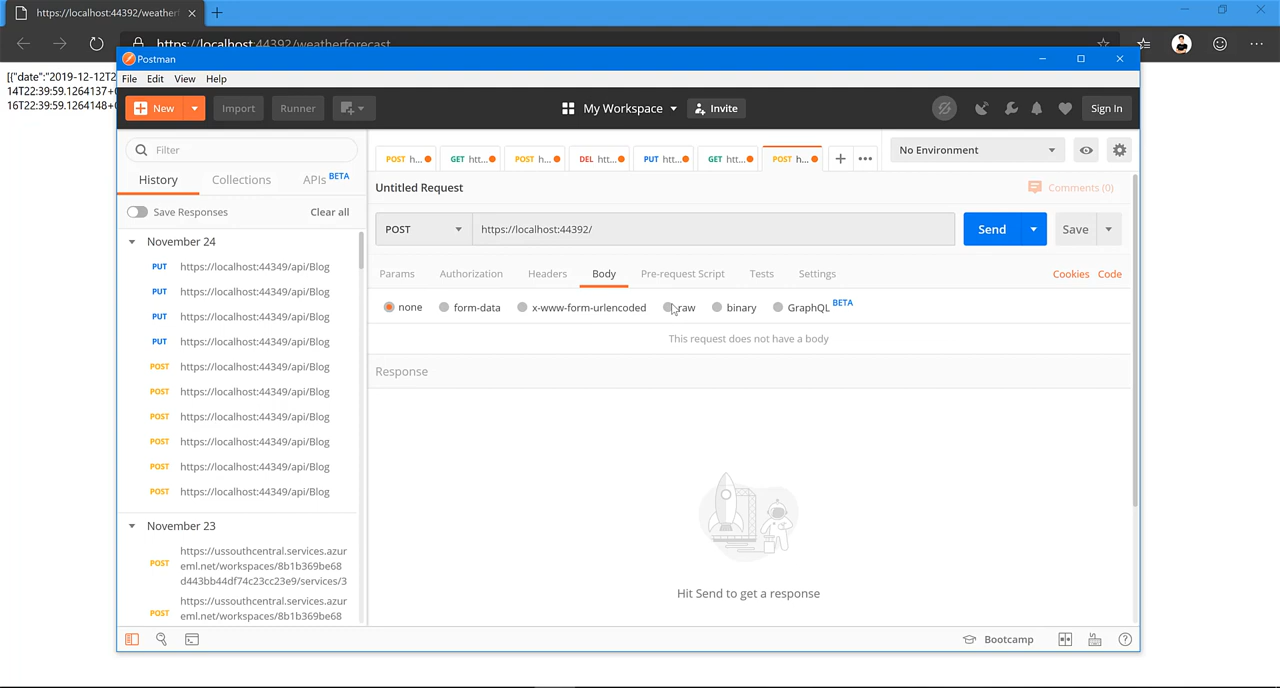 https://localhost:44392/weatherf
https://localhost:44392/weatherforecast
[{"date":"2019-12-12T2
14T22:39:59.1264137+
16T22:39:59.1264148+
Postman
File Edit View Help
New Import Runner My Workspace Invite Sign In
Filter
POST h... GET htt... POST h... DEL htt... PUT htt... GET htt... POST h... No Environment
History Collections APIs BETA
Untitled Request Comments (0)
Save Responses Clear all
POST https://localhost:44392/ Send Save
Params Authorization Headers Body Pre-request Script Tests Settings Cookies Code
none form-data x-www-form-urlencoded raw binary GraphQL BETA
This request does not have a body
Response
Hit Send to get a response
November 24
PUT https://localhost:44349/api/Blog
PUT https://localhost:44349/api/Blog
PUT https://localhost:44349/api/Blog
PUT https://localhost:44349/api/Blog
POST https://localhost:44349/api/Blog
POST https://localhost:44349/api/Blog
POST https://localhost:44349/api/Blog
POST https://localhost:44349/api/Blog
POST https://localhost:44349/api/Blog
POST https://localhost:44349/api/Blog
November 23
https://ussouthcentral.services.azur
POST eml.net/workspaces/8b1b369be68
d443bb44df74c23cc23e9/services/3
https://ussouthcentral.services.azur
POST eml.net/workspaces/8b1b369be68
Bootcamp